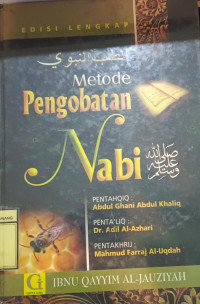 EDISI LENGKAP
الطب النبوي
Metode
Pengobatan
Nabi ﷺ
PENTAHQIQ :
Abdul Ghani Abdul Khaliq
PENTA'LIQ :
Dr. Adil Al-Azhari
PENTAKHRIJ :
Mahmud Farraj Al-Uqdah
IBNU QAYYIM AL-JAUZIYAH